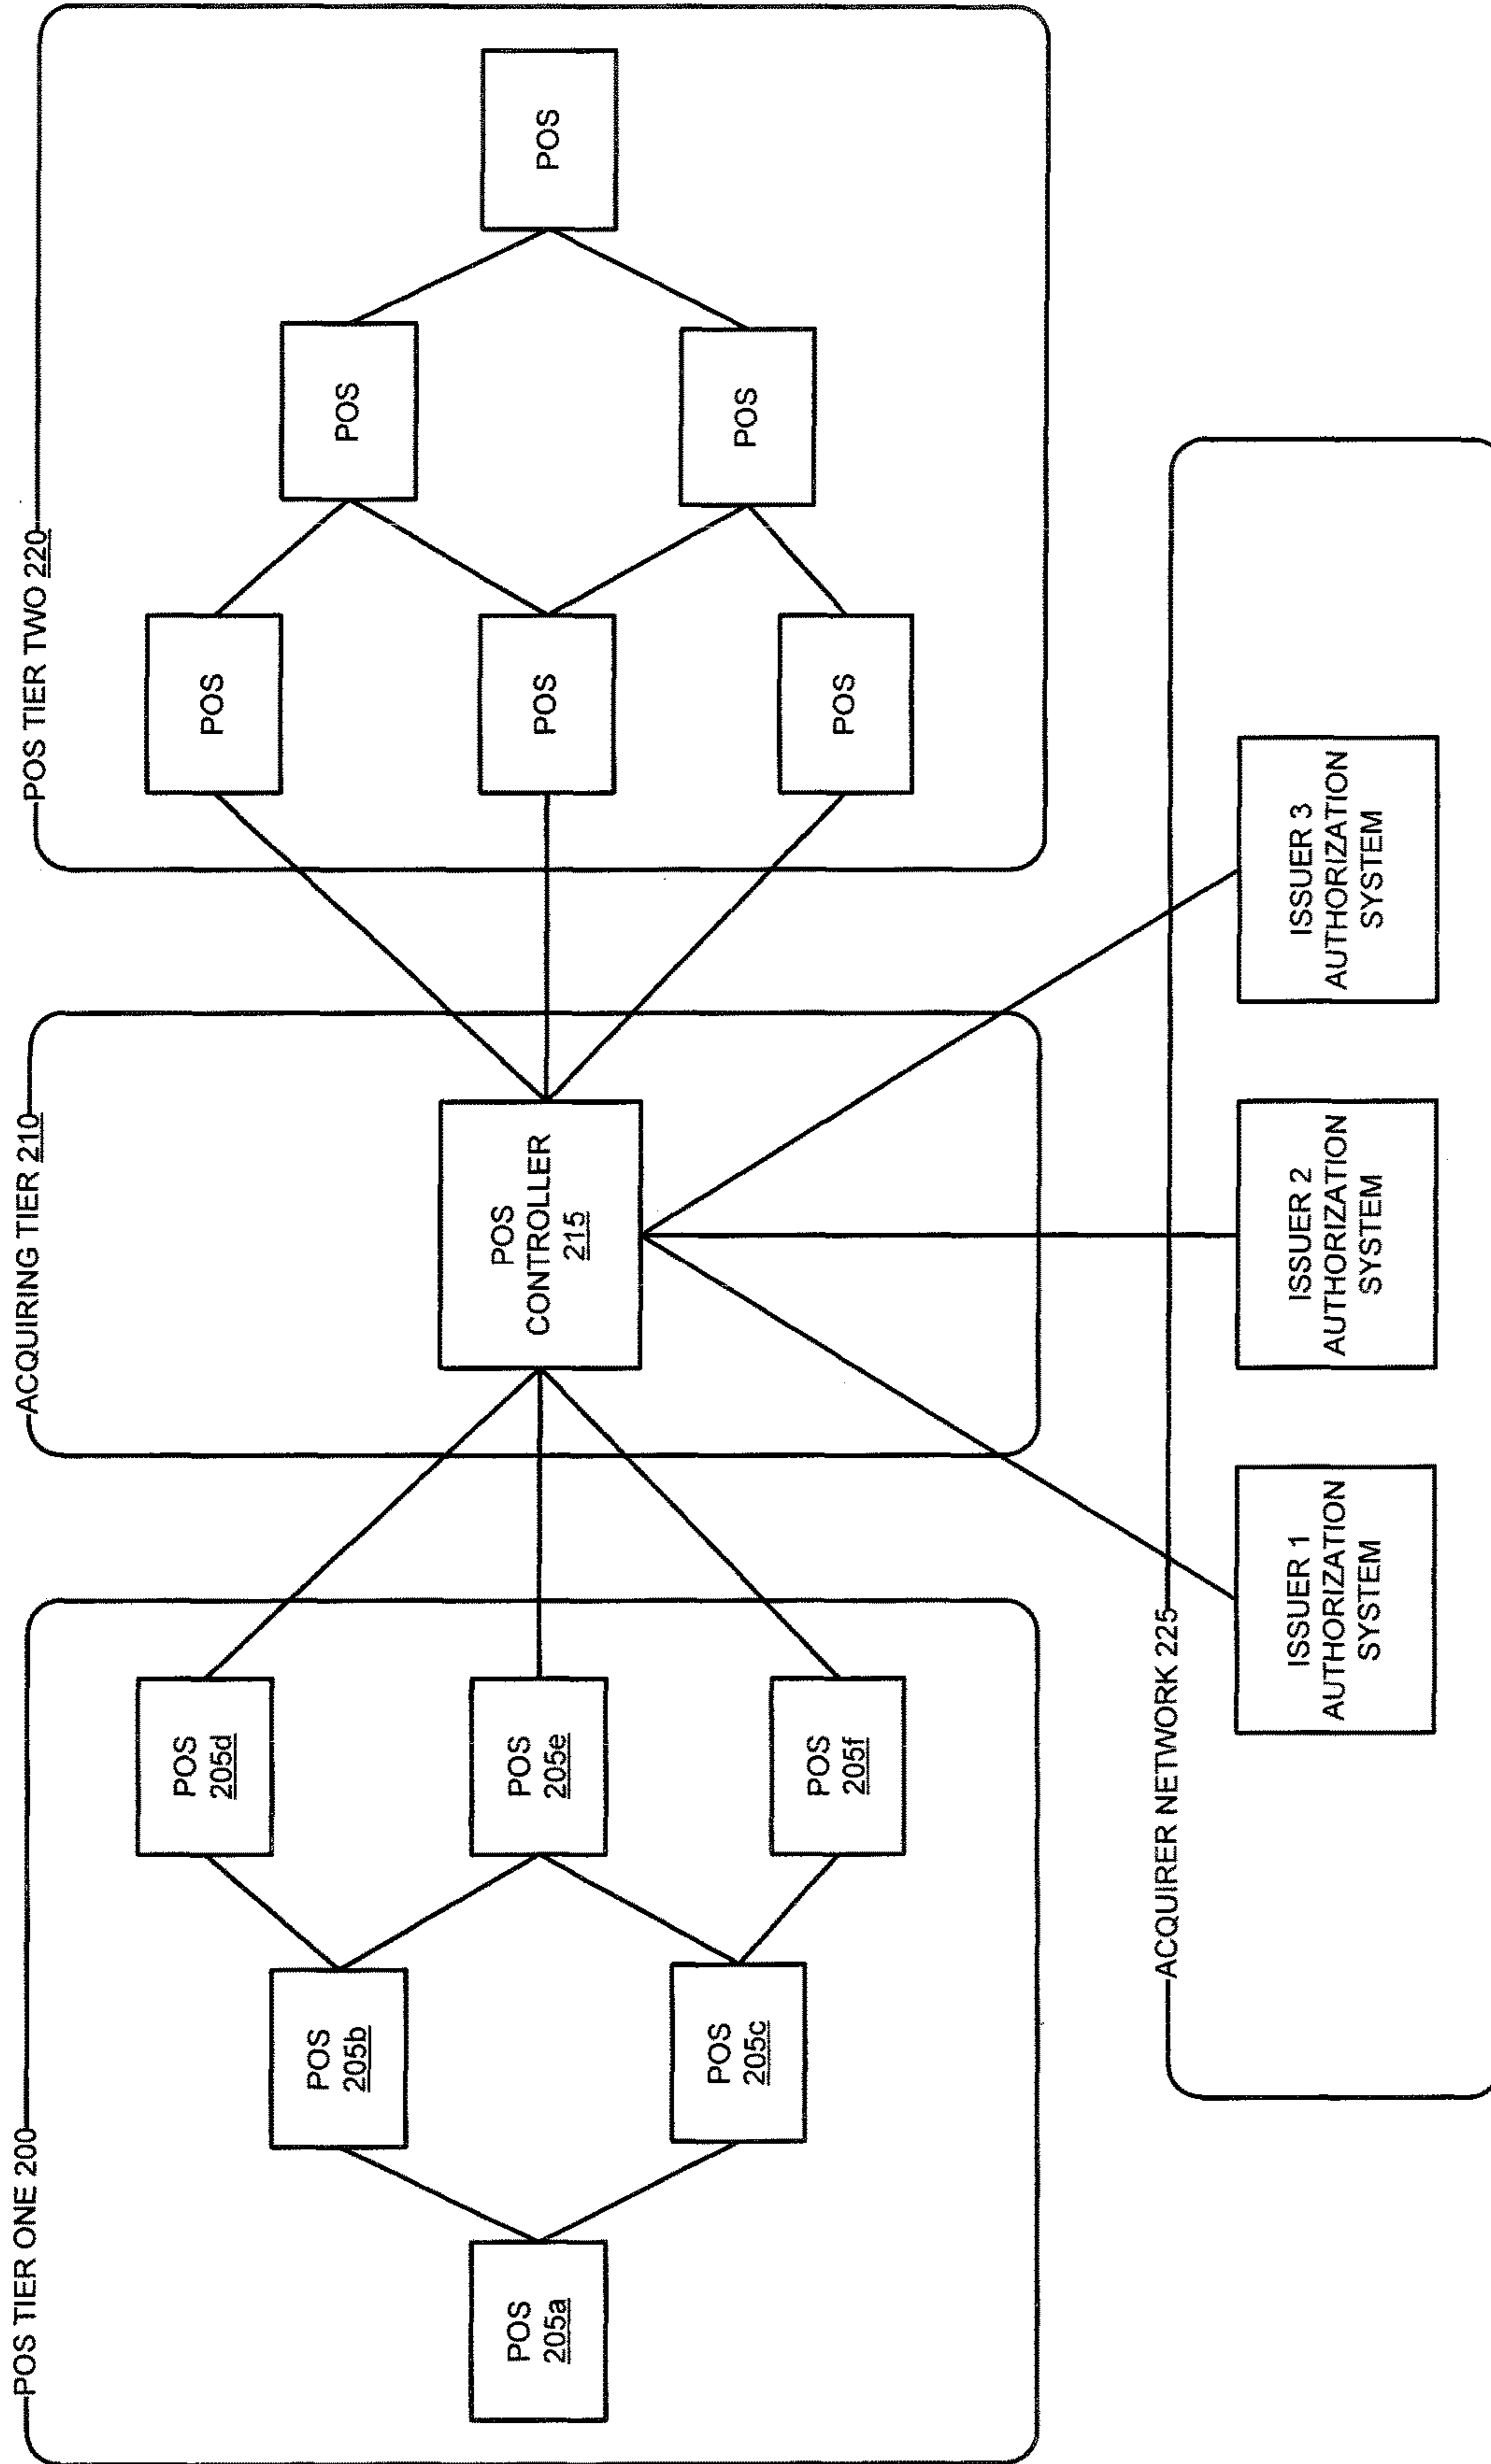 POS TIER ONE 200
POS
205a
POS
205b
POS
205c
POS
205d
POS
205e
POS
205f
ACQUIRING TIER 210
POS
CONTROLLER
215
POS TIER TWO 220
POS
POS
POS
POS
POS
POS
ACQUIRER NETWORK 225
ISSUER 1
AUTHORIZATION
SYSTEM
ISSUER 2
AUTHORIZATION
SYSTEM
ISSUER 3
AUTHORIZATION
SYSTEM